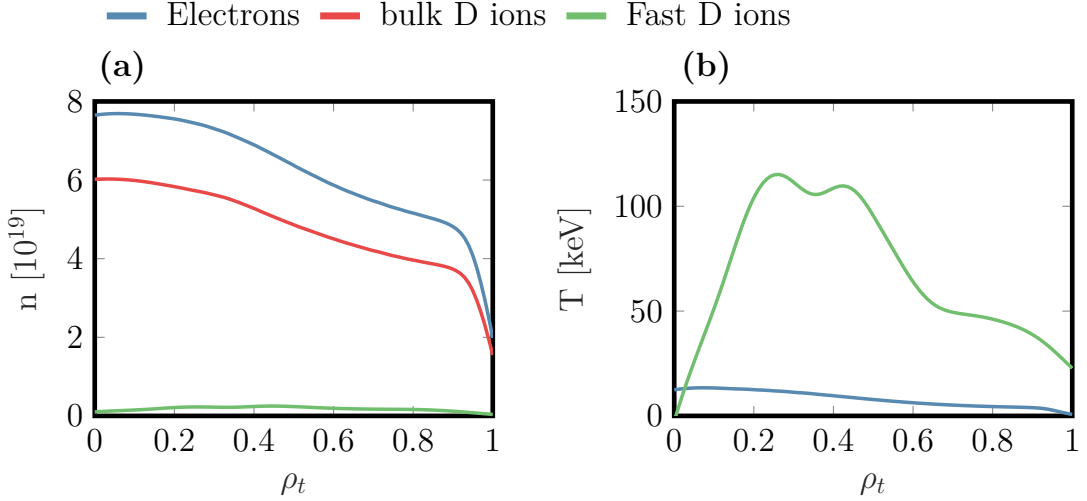 Electrons bulk D ions Fast D ions
(a) (b)
n [10¹⁹]
8
6
4
2
0
0 0.2 0.4 0.6 0.8 1
ρₜ
T [keV]
150
100
50
0
0 0.2 0.4 0.6 0.8 1
ρₜ